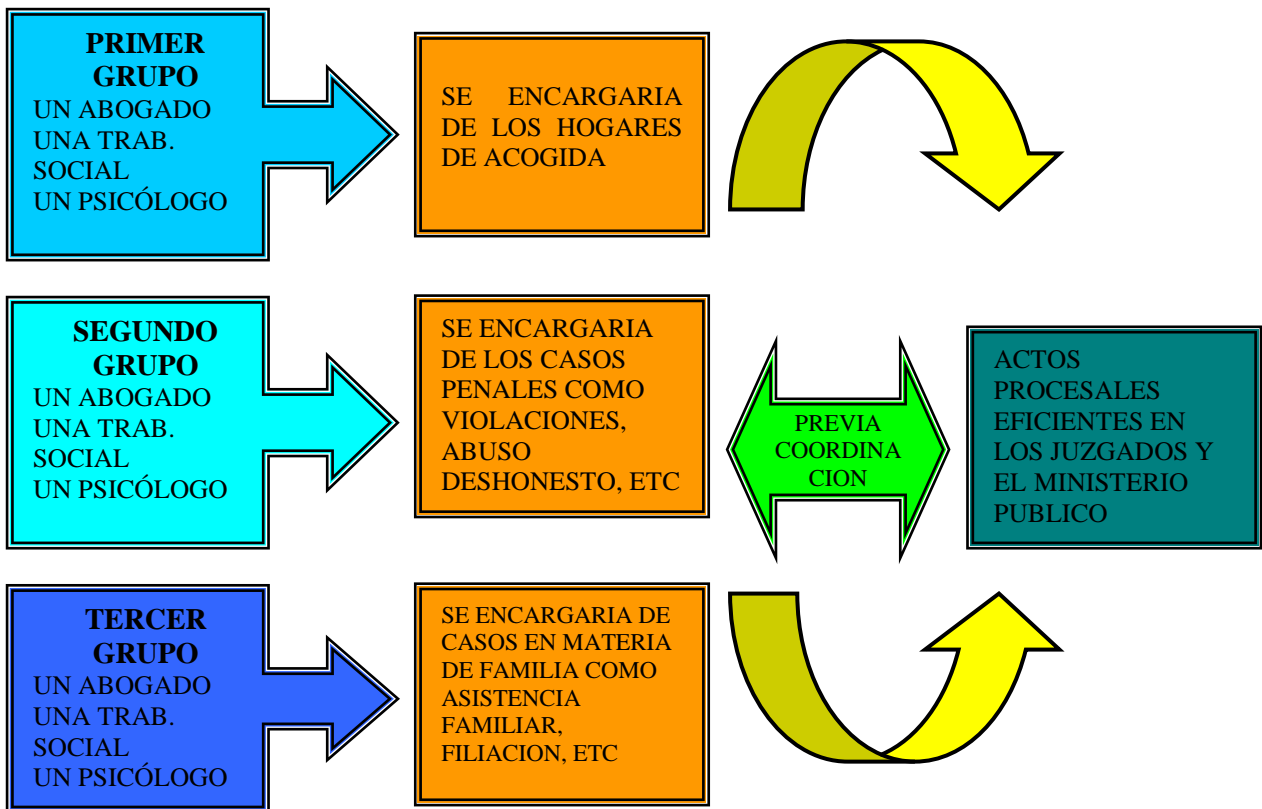 PRIMER
GRUPO
UN ABOGADO
UNA TRAB.
SOCIAL
UN PSICÓLOGO
SE ENCARGARIA
DE LOS HOGARES
DE ACOGIDA
SEGUNDO
GRUPO
UN ABOGADO
UNA TRAB.
SOCIAL
UN PSICÓLOGO
SE ENCARGARIA
DE LOS CASOS
PENALES COMO
VIOLACIONES,
ABUSO
DESHONESTO, ETC
PREVIA
COORDINA
CION
ACTOS
PROCESALES
EFICIENTES EN
LOS JUZGADOS Y
EL MINISTERIO
PUBLICO
TERCER
GRUPO
UN ABOGADO
UNA TRAB.
SOCIAL
UN PSICÓLOGO
SE ENCARGARIA DE
CASOS EN MATERIA
DE FAMILIA COMO
ASISTENCIA
FAMILIAR,
FILIACION, ETC